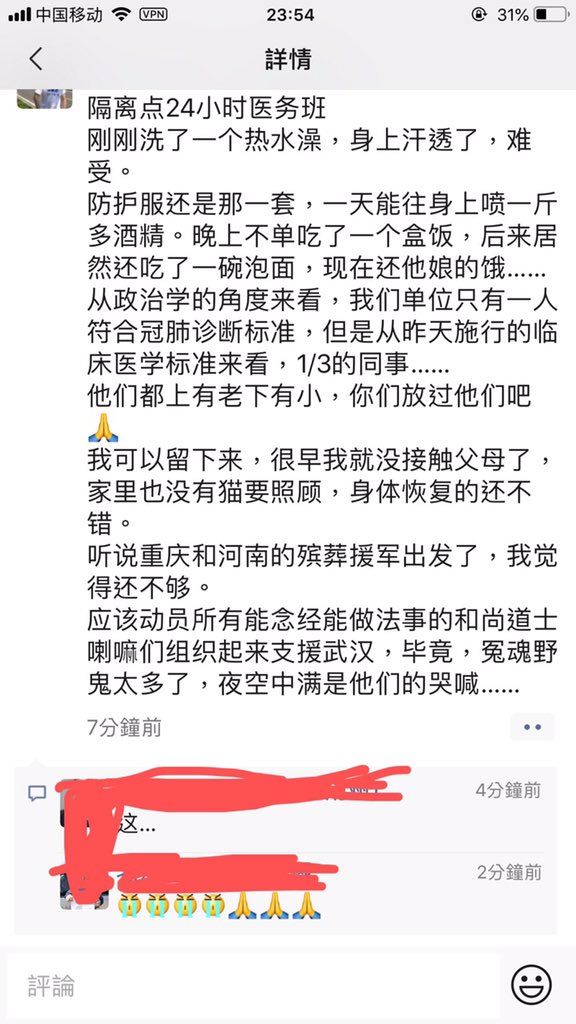 中国移动 VPN 23:54 31%
詳情
隔离点24小时医务班
刚刚洗了一个热水澡，身上汗透了，难
受。
防护服还是那一套，一天能往身上喷一斤
多酒精。晚上不单吃了一个盒饭，后来居
然还吃了一碗泡面，现在还他娘的饿……
从政治学的角度来看，我们单位只有一人
符合冠肺诊断标准，但是从昨天施行的临
床医学标准来看，1/3的同事……
他们都上有老下有小，你们放过他们吧
🙏
我可以留下来，很早我就没接触父母了，
家里也没有猫要照顾，身体恢复的还不
错。
听说重庆和河南的殡葬援军出发了，我觉
得还不够。
应该动员所有能念经能做法事的和尚道士
喇嘛们组织起来支援武汉，毕竟，冤魂野
鬼太多了，夜空中满是他们的哭喊……
7分鐘前
4分鐘前
这...
2分鐘前
😭😭😭😭🙏🙏🙏
評論